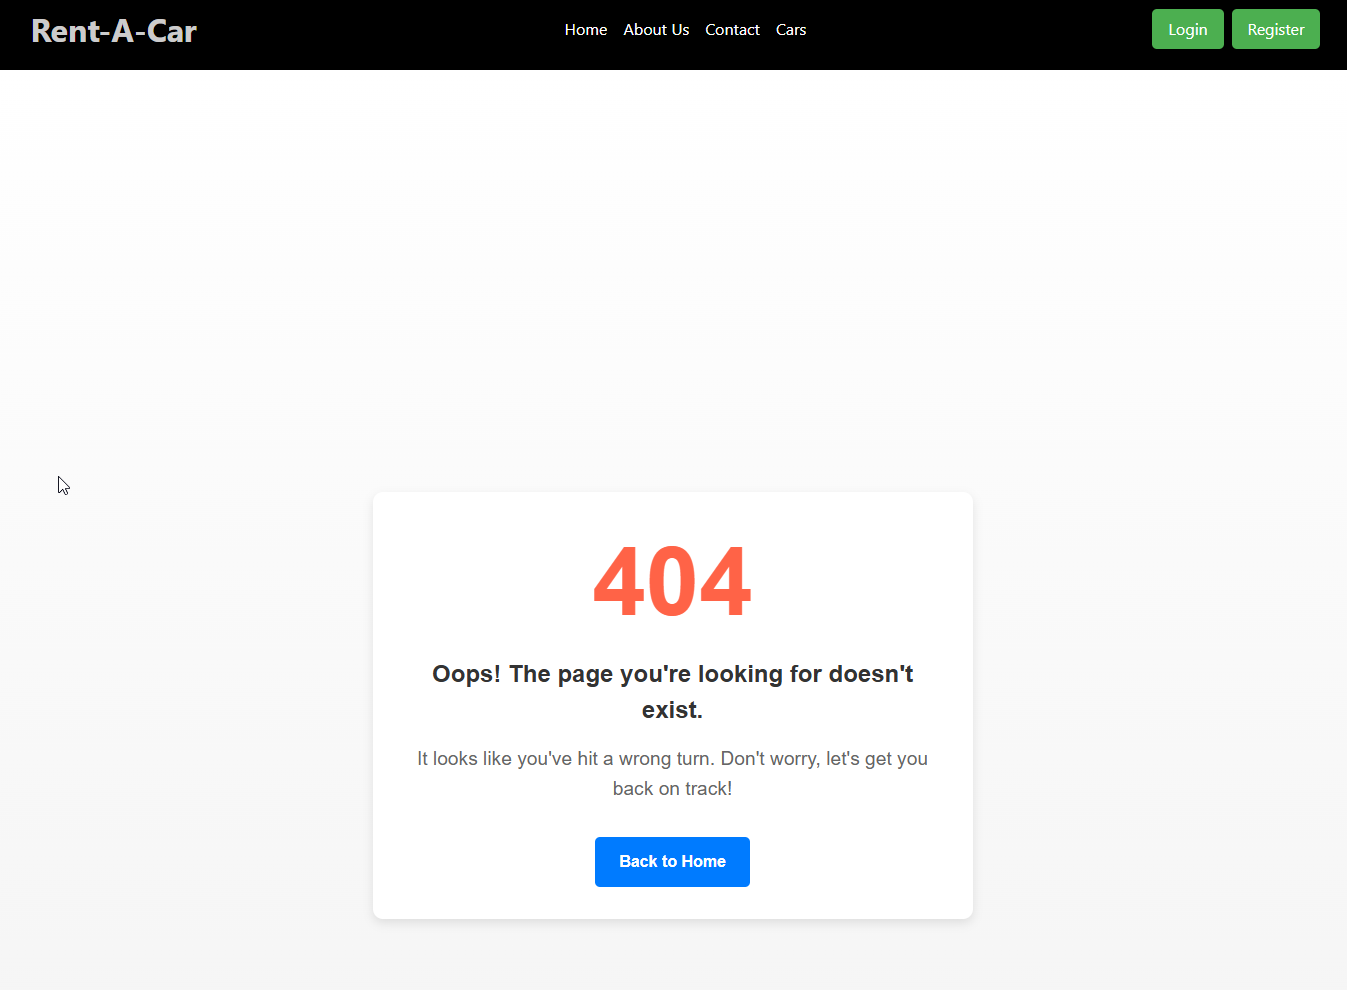 Rent-A-Car
Home About Us Contact Cars
Login Register
404
Oops! The page you're looking for doesn't
exist.
It looks like you've hit a wrong turn. Don't worry, let's get you
back on track!
Back to Home